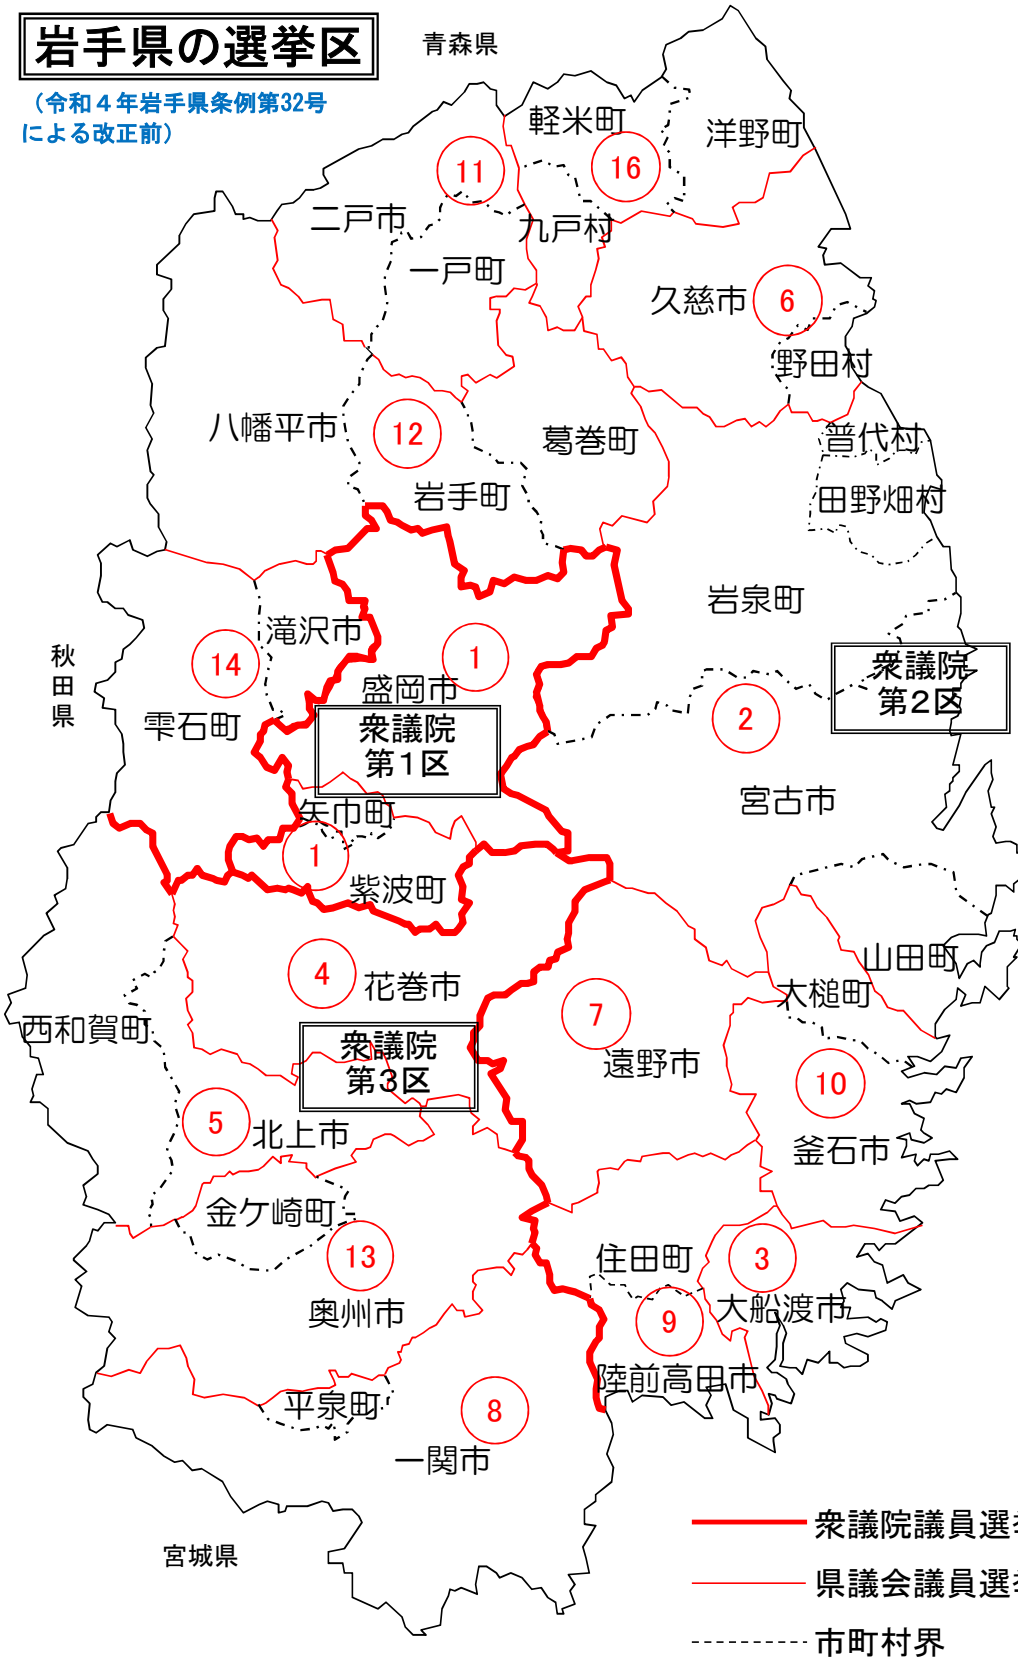 岩手県の選挙区
（令和４年岩手県条例第32号
による改正前）
青森県
軽米町
洋野町
11
16
二戸市
九戸村
一戸町
久慈市
6
野田村
八幡平市
12
葛巻町
普代村
岩手町
田野畑村
岩泉町
滝沢市
秋田県
14
1
盛岡市
衆議院
第２区
雫石町
衆議院
第１区
2
矢巾町
宮古市
1
紫波町
4
花巻市
山田町
大槌町
西和賀町
7
衆議院
第３区
遠野市
10
5
北上市
釜石市
金ケ崎町
13
住田町
3
奥州市
大船渡市
9
陸前高田市
平泉町
8
一関市
宮城県
衆議院議員選
県議会議員選
市町村界